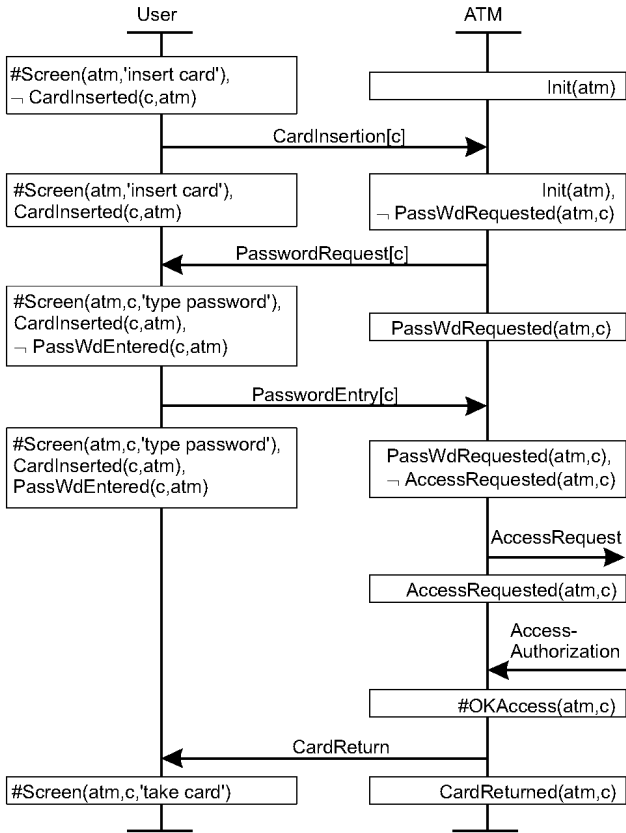 User
ATM
#Screen(atm,'insert card'),
¬ CardInserted(c,atm)
Init(atm)
CardInsertion[c]
#Screen(atm,'insert card'),
CardInserted(c,atm)
Init(atm),
¬ PassWdRequested(atm,c)
PasswordRequest[c]
#Screen(atm,c,'type password'),
CardInserted(c,atm),
¬ PassWdEntered(c,atm)
PassWdRequested(atm,c)
PasswordEntry[c]
#Screen(atm,c,'type password'),
CardInserted(c,atm),
PassWdEntered(c,atm)
PassWdRequested(atm,c),
¬ AccessRequested(atm,c)
AccessRequest
AccessRequested(atm,c)
Access-
Authorization
#OKAccess(atm,c)
CardReturn
#Screen(atm,c,'take card')
CardReturned(atm,c)